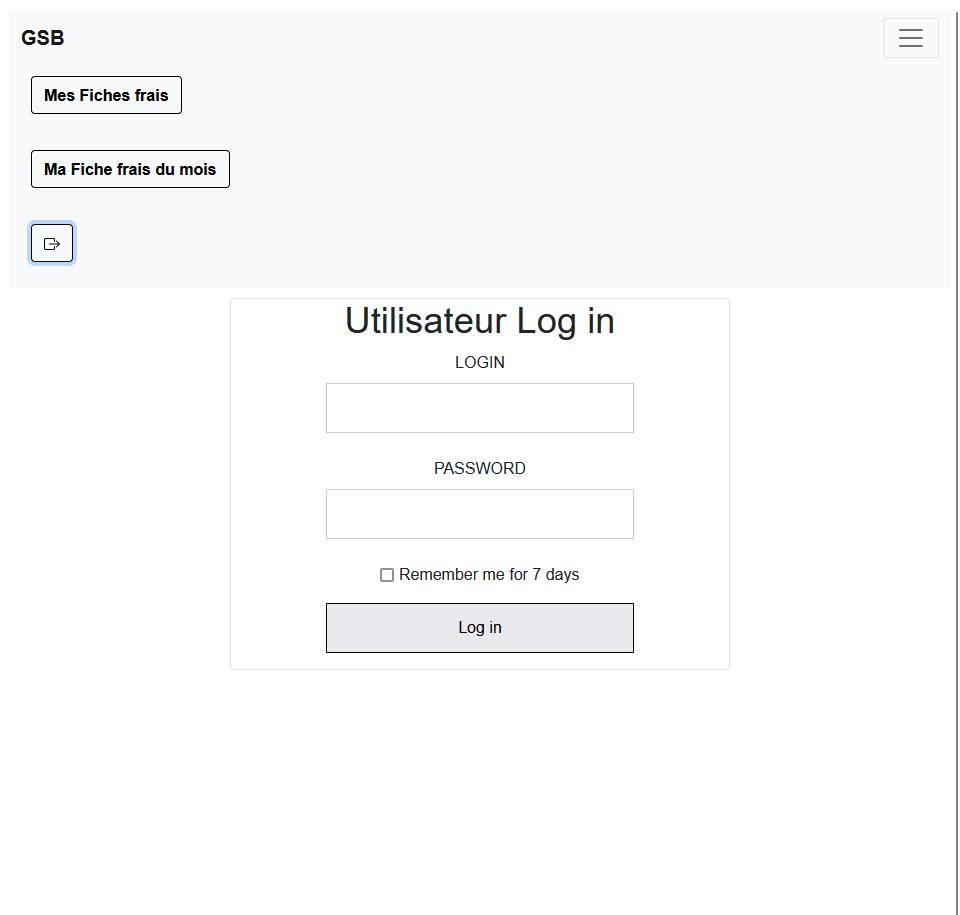 GSB
Mes Fiches frais
Ma Fiche frais du mois
Utilisateur Log in
LOGIN
PASSWORD
Remember me for 7 days
Log in